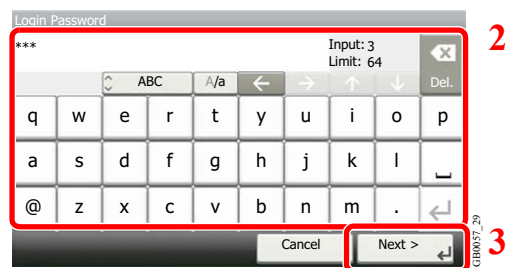 Login Password
***
Input: 3
Limit: 64
ABC A/a Del.
q w e r t y u i o p
a s d f g h j k l
@ z x c v b n m .
Cancel Next >
2
3
GB0057_29